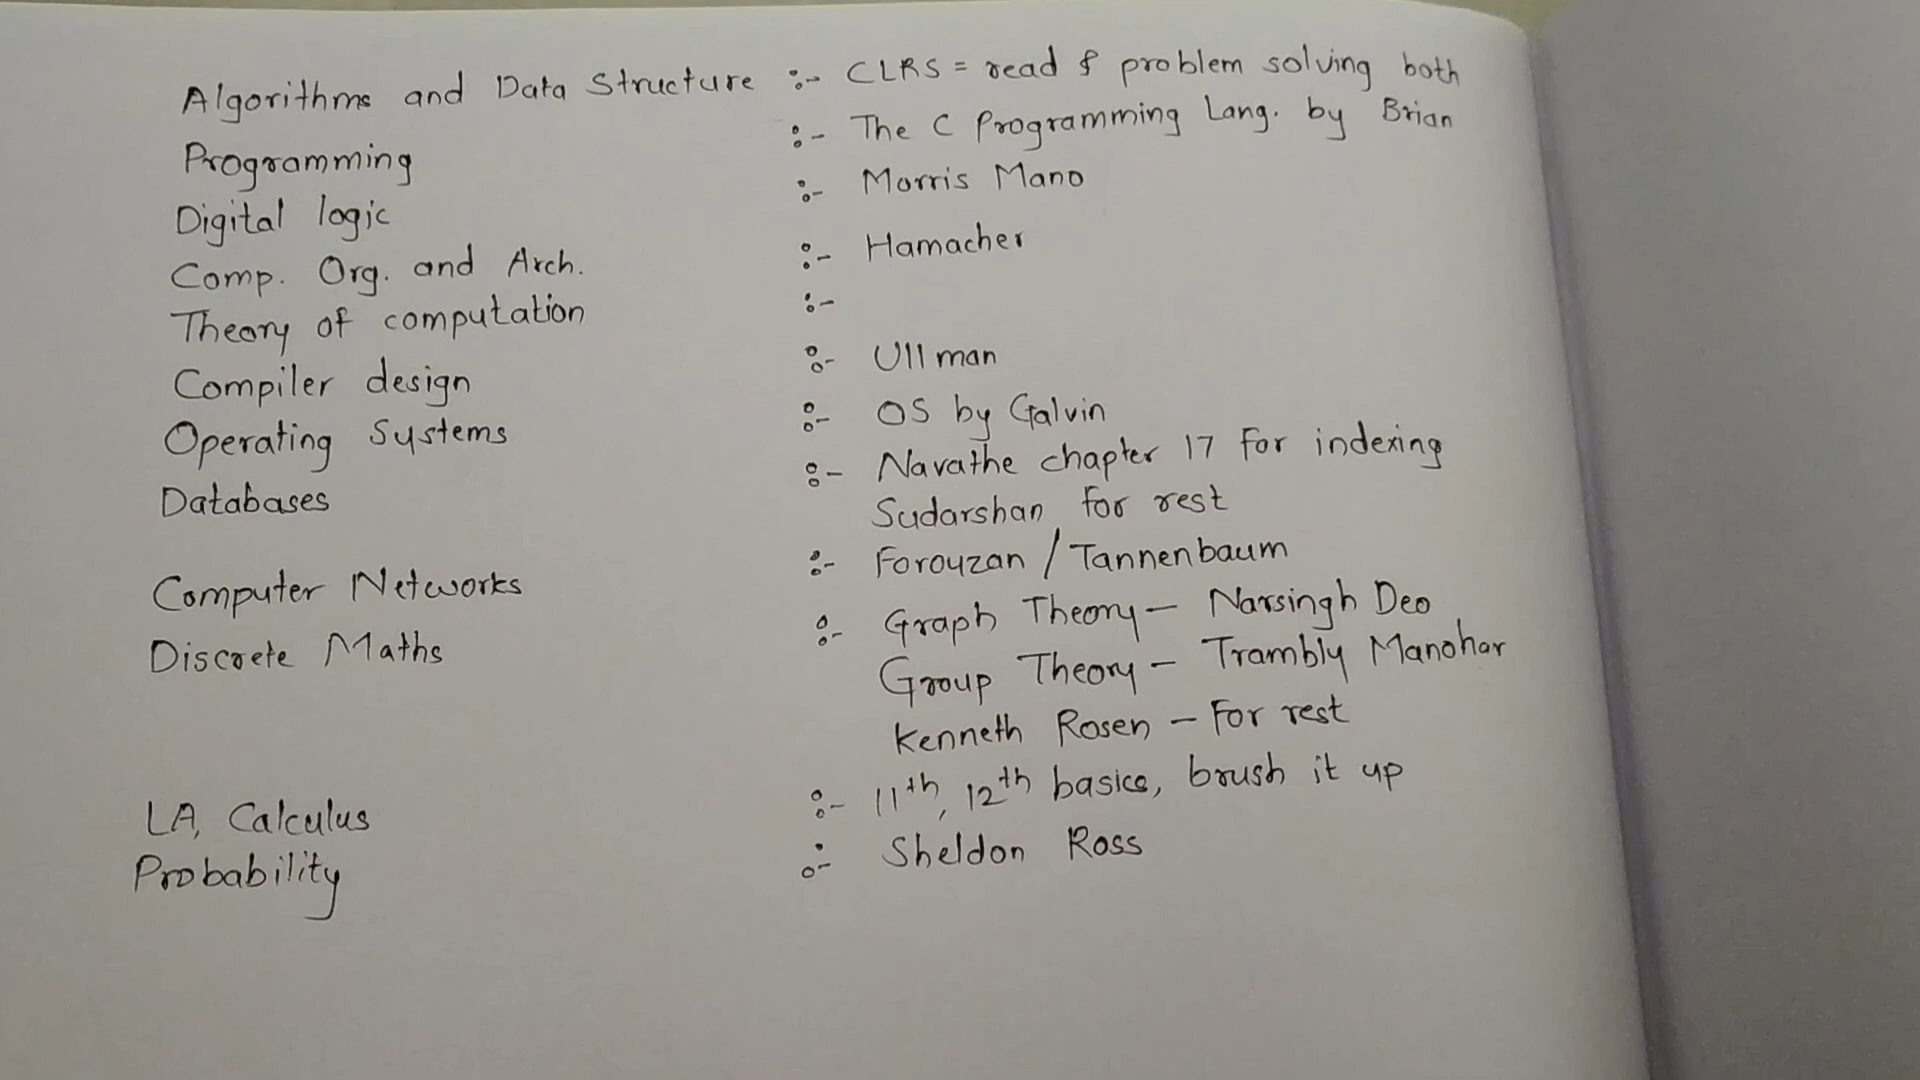 Algorithms and Data Structure :- CLRS = read & problem solving both
Programming :- The C Programming Lang. by Brian
Digital logic :- Morris Mano
Comp. Org. and Arch. :- Hamacher
Theory of computation :-
Compiler design :- Ullman
Operating Systems :- OS by Galvin
Databases :- Navathe chapter 17 for indexing
Sudarshan for rest
Computer Networks :- Forouzan / Tannenbaum
Discrete Maths :- Graph Theory - Narsingh Deo
Group Theory - Trambly Manohar
Kenneth Rosen - For rest
LA, Calculus :- 11th, 12th basics, brush it up
Probability :- Sheldon Ross